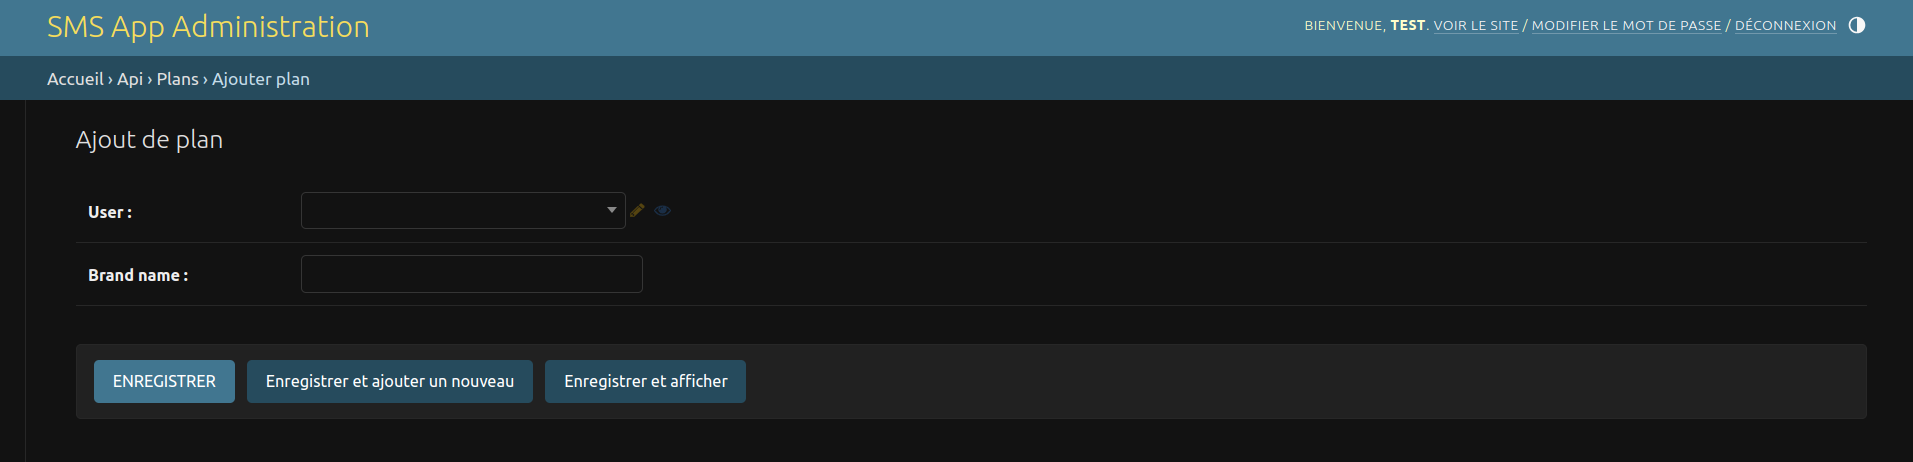 SMS App Administration
BIENVENUE, TEST. VOIR LE SITE / MODIFIER LE MOT DE PASSE / DÉCONNEXION
Accueil › Api › Plans › Ajouter plan
Ajout de plan
User :
Brand name :
ENREGISTRER
Enregistrer et ajouter un nouveau
Enregistrer et afficher